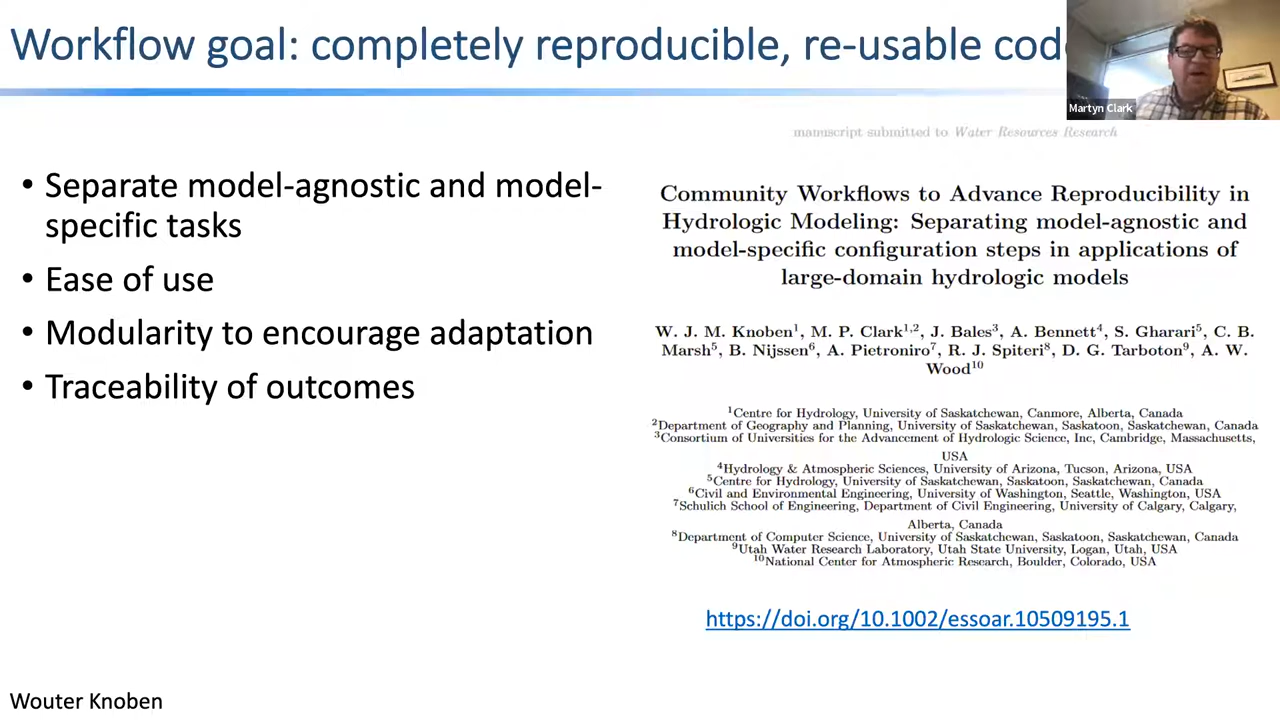 Workflow goal: completely reproducible, re-usable cod
Martyn Clark
• Separate model-agnostic and model-
specific tasks
• Ease of use
• Modularity to encourage adaptation
• Traceability of outcomes
manuscript submitted to Water Resources Research
Community Workflows to Advance Reproducibility in
Hydrologic Modeling: Separating model-agnostic and
model-specific configuration steps in applications of
large-domain hydrologic models
W. J. M. Knoben1, M. P. Clark1,2, J. Bales3, A. Bennett4, S. Gharari5, C. B.
Marsh5, B. Nijssen6, A. Pietroniro7, R. J. Spiteri8, D. G. Tarboton9, A. W.
Wood10
1Centre for Hydrology, University of Saskatchewan, Canmore, Alberta, Canada
2Department of Geography and Planning, University of Saskatchewan, Saskatoon, Saskatchewan, Canada
3Consortium of Universities for the Advancement of Hydrologic Science, Inc, Cambridge, Massachusetts,
USA
4Hydrology & Atmospheric Sciences, University of Arizona, Tucson, Arizona, USA
5Centre for Hydrology, University of Saskatchewan, Saskatoon, Saskatchewan, Canada
6Civil and Environmental Engineering, University of Washington, Seattle, Washington, USA
7Schulich School of Engineering, Department of Civil Engineering, University of Calgary, Calgary,
Alberta, Canada
8Department of Computer Science, University of Saskatchewan, Saskatoon, Saskatchewan, Canada
9Utah Water Research Laboratory, Utah State University, Logan, Utah, USA
10National Center for Atmospheric Research, Boulder, Colorado, USA
https://doi.org/10.1002/essoar.10509195.1
Wouter Knoben